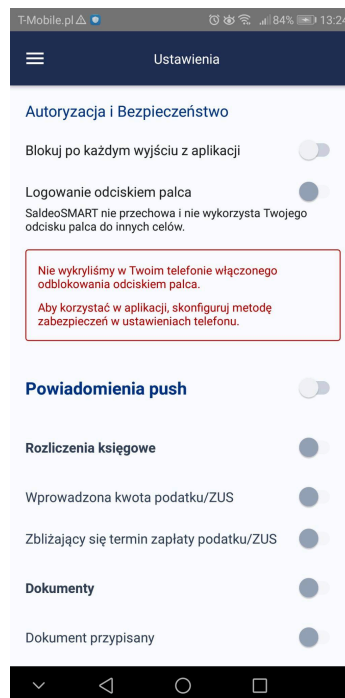 T-Mobile.pl 84% 13:24
Ustawienia
Autoryzacja i Bezpieczeństwo
Blokuj po każdym wyjściu z aplikacji
Logowanie odciskiem palca
SaldeoSMART nie przechowa i nie wykorzysta Twojego
odcisku palca do innych celów.
Nie wykryliśmy w Twoim telefonie włączonego
odblokowania odciskiem palca.
Aby korzystać w aplikacji, skonfiguruj metodę
zabezpieczeń w ustawieniach telefonu.
Powiadomienia push
Rozliczenia księgowe
Wprowadzona kwota podatku/ZUS
Zbliżający się termin zapłaty podatku/ZUS
Dokumenty
Dokument przypisany